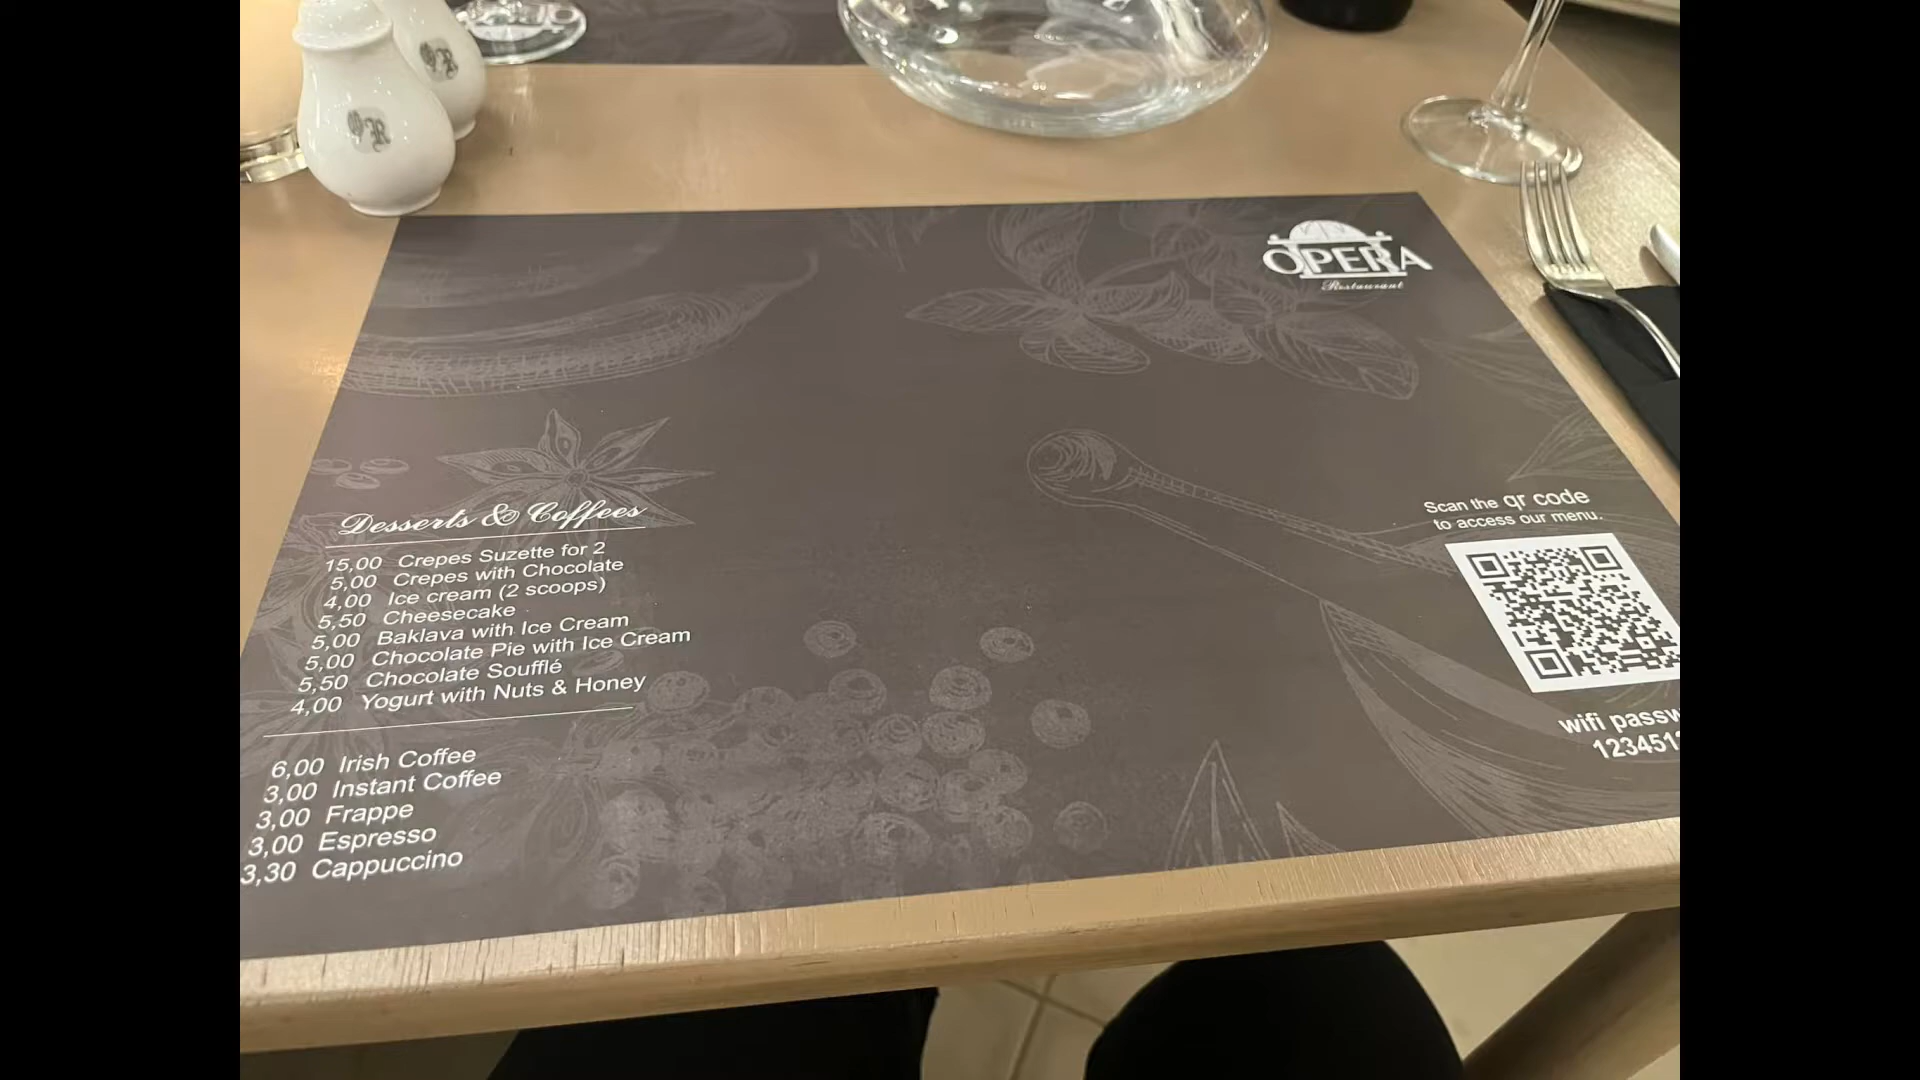 OPERA
Restaurant
Desserts & Coffees
15,00 Crepes Suzette for 2
5,00 Crepes with Chocolate
4,00 Ice cream (2 scoops)
5,50 Cheesecake
5,00 Baklava with Ice Cream
5,00 Chocolate Pie with Ice Cream
5,50 Chocolate Soufflé
4,00 Yogurt with Nuts & Honey
6,00 Irish Coffee
3,00 Instant Coffee
3,00 Frappe
3,00 Espresso
3,30 Cappuccino
Scan the qr code
to access our menu.
wifi